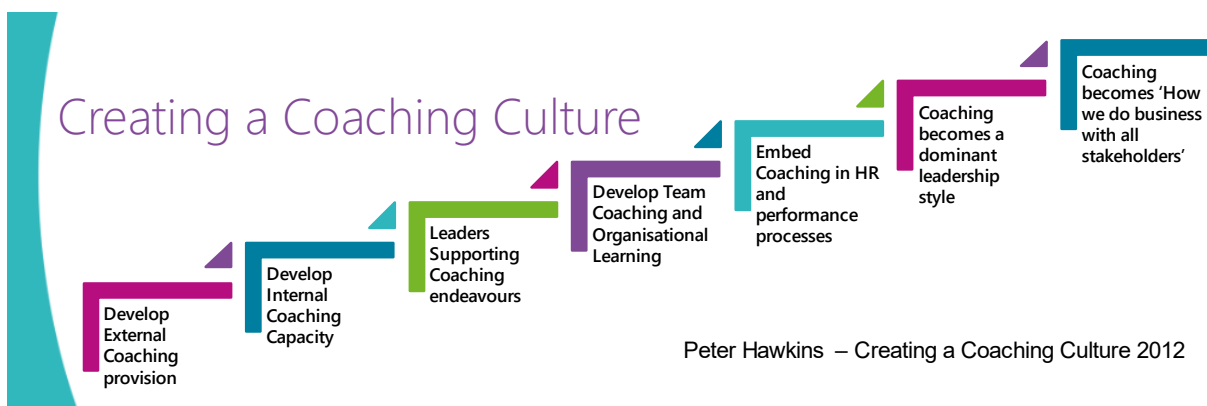 Creating a Coaching Culture
Develop
External
Coaching
provision
Develop
Internal
Coaching
Capacity
Leaders
Supporting
Coaching
endeavours
Develop Team
Coaching and
Organisational
Learning
Embed
Coaching in HR
and
performance
processes
Coaching
becomes a
dominant
leadership
style
Coaching
becomes ‘How
we do business
with all
stakeholders’
Peter Hawkins – Creating a Coaching Culture 2012